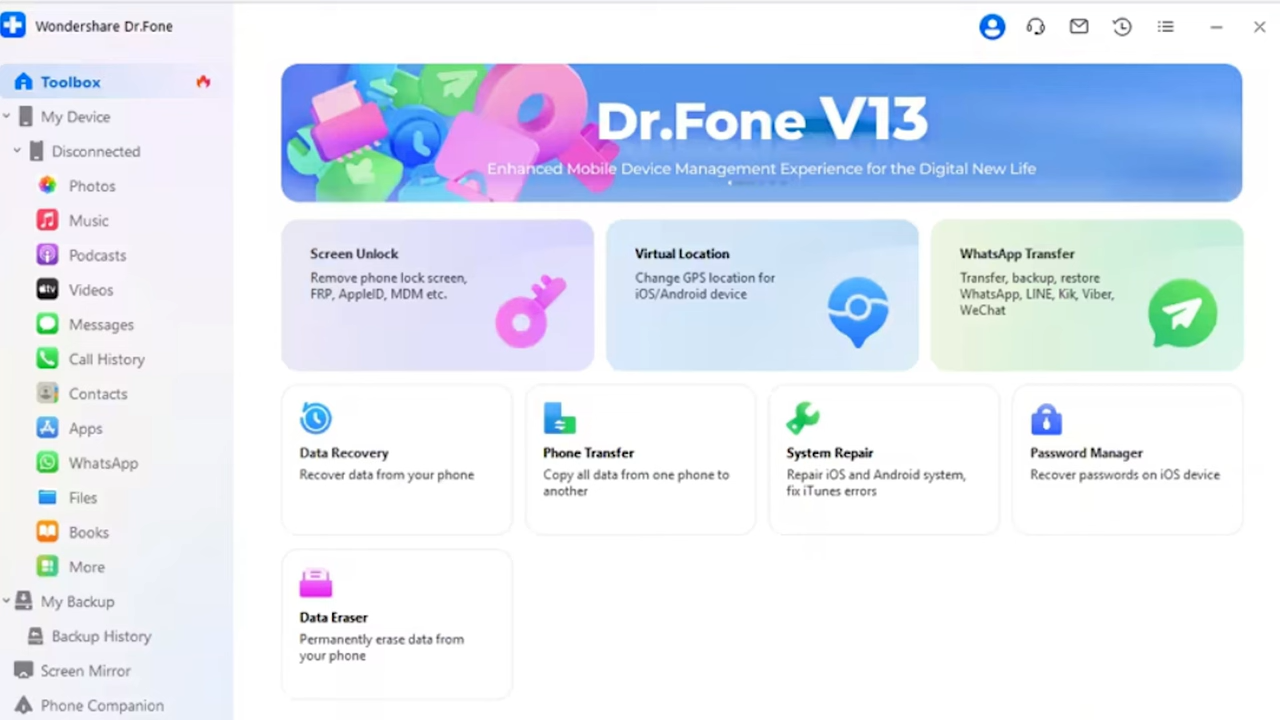 Wondershare Dr.Fone
Toolbox
My Device
Disconnected
Photos
Music
Podcasts
tv
Videos
Messages
Call History
Contacts
Apps
WhatsApp
Files
Books
More
My Backup
Backup History
Screen Mirror
Phone Companion
Dr.Fone V13
Enhanced Mobile Device Management Experience for the Digital New Life
Screen Unlock
Remove phone lock screen,
FRP, AppleID, MDM etc.
Virtual Location
Change GPS location for
iOS/Android device
WhatsApp Transfer
Transfer, backup, restore
WhatsApp, LINE, Kik, Viber,
WeChat
Data Recovery
Recover data from your phone
Phone Transfer
Copy all data from one phone to
another
System Repair
Repair iOS and Android system,
fix iTunes errors
Password Manager
Recover passwords on iOS device
Data Eraser
Permanently erase data from
your phone